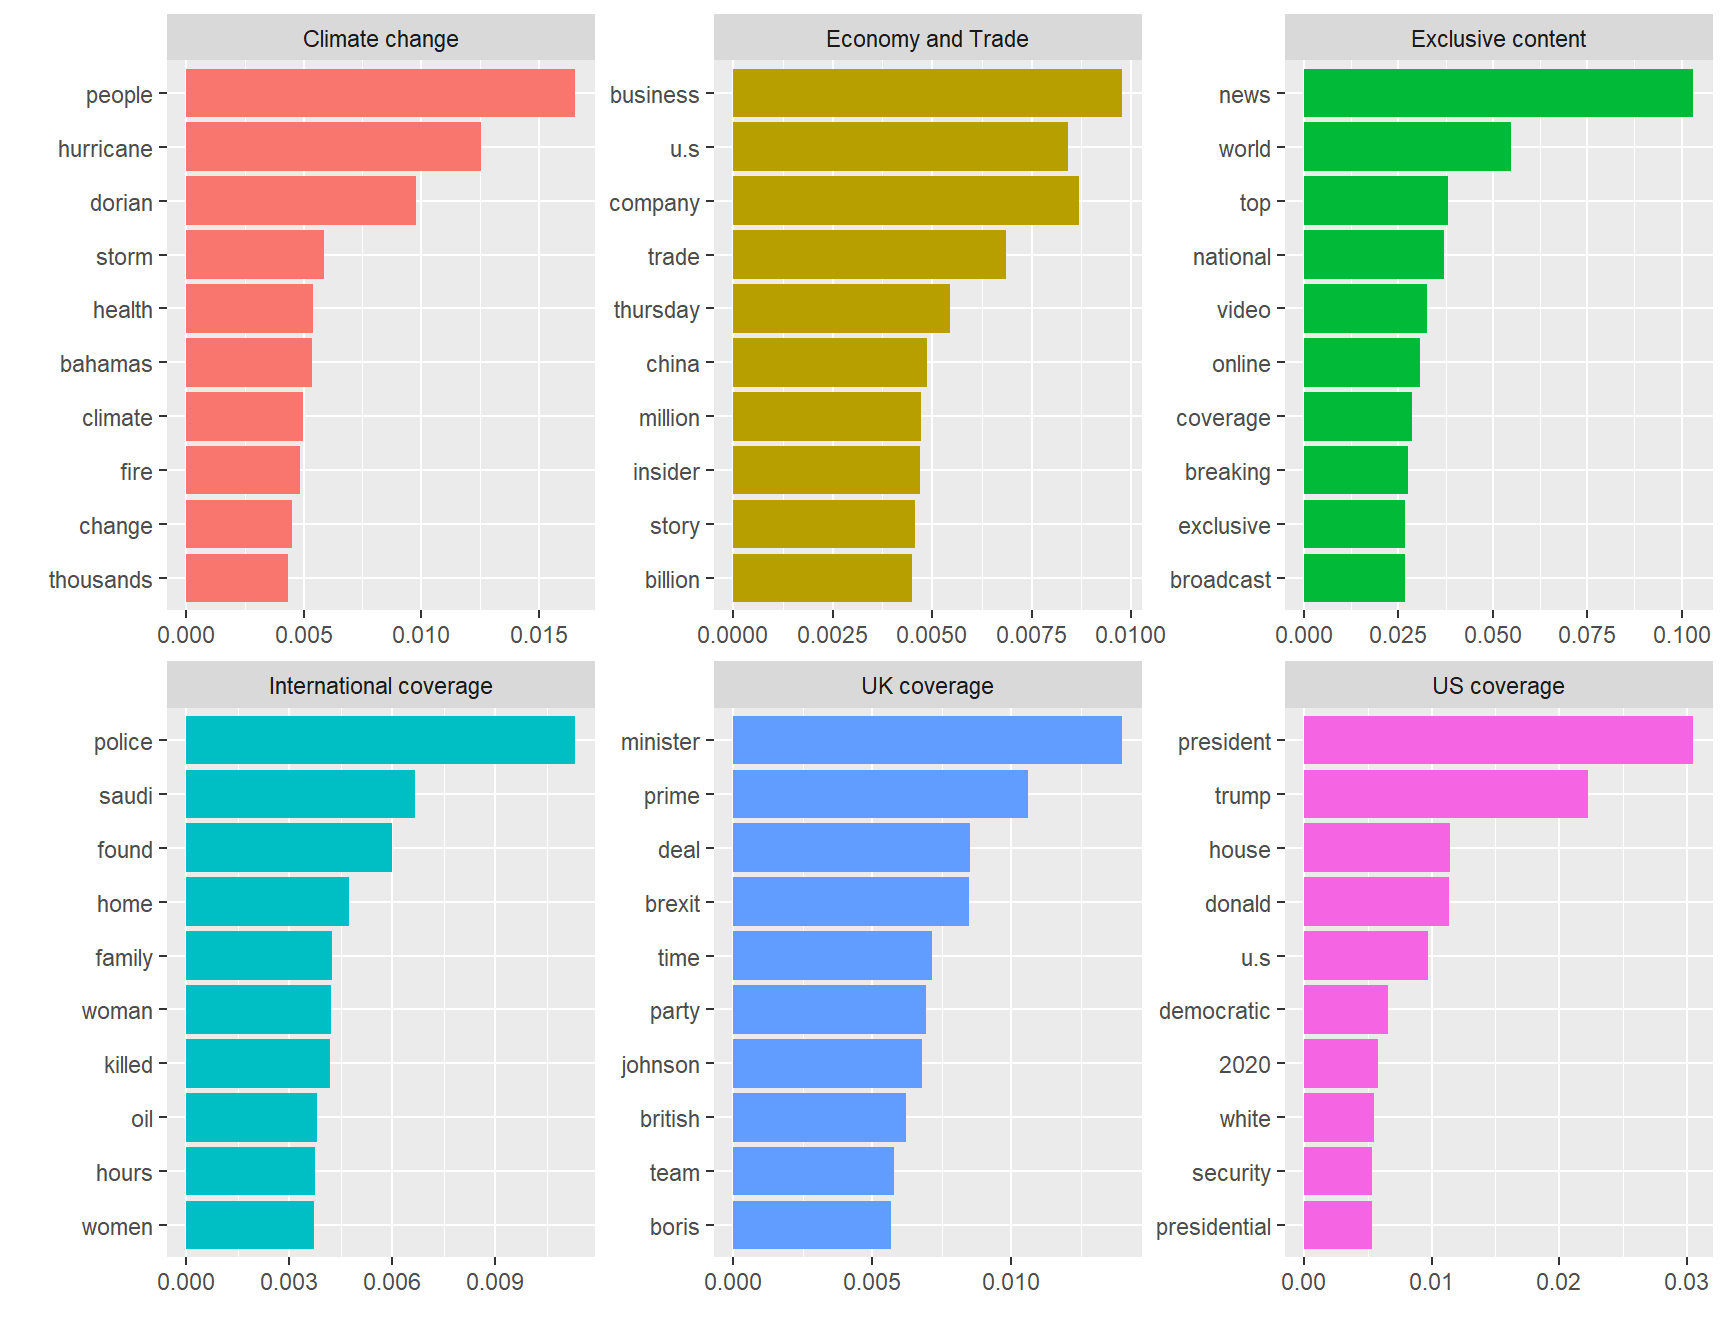 Climate change
people
hurricane
dorian
storm
health
bahamas
climate
fire
change
thousands
0.000 0.005 0.010 0.015
Economy and Trade
business
u.s
company
trade
thursday
china
million
insider
story
billion
0.0000 0.0025 0.0050 0.0075 0.0100
Exclusive content
news
world
top
national
video
online
coverage
breaking
exclusive
broadcast
0.000 0.025 0.050 0.075 0.100
International coverage
police
saudi
found
home
family
woman
killed
oil
hours
women
0.000 0.003 0.006 0.009
UK coverage
minister
prime
deal
brexit
time
party
johnson
british
team
boris
0.000 0.005 0.010
US coverage
president
trump
house
donald
u.s
democratic
2020
white
security
presidential
0.00 0.01 0.02 0.03